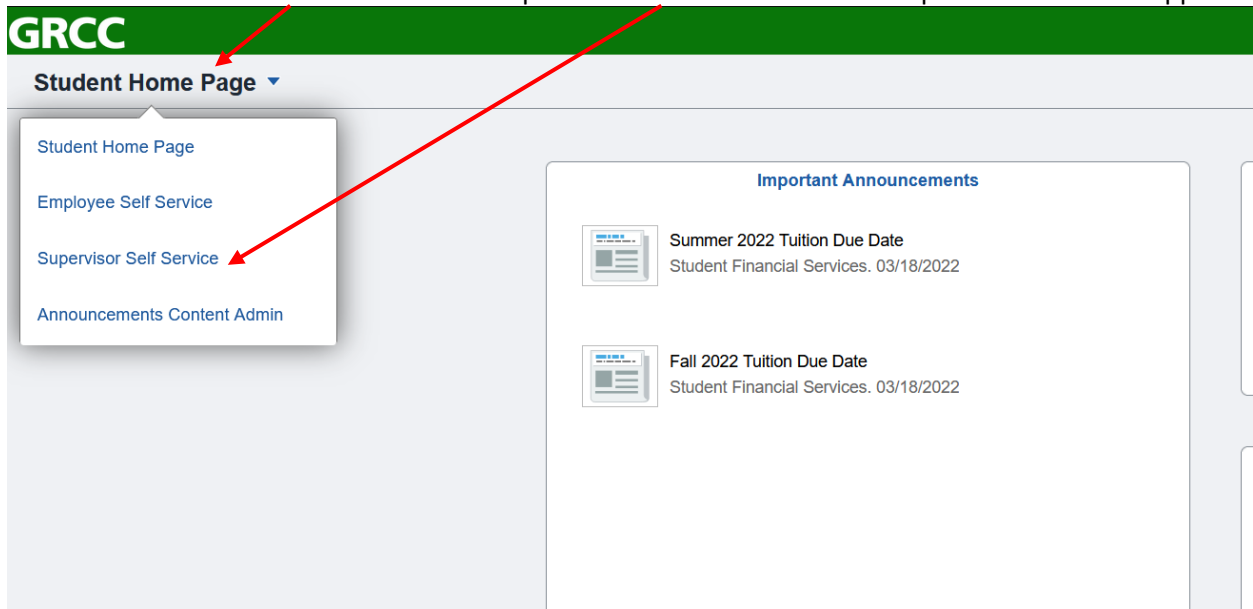 GRCC
Student Home Page
Student Home Page
Employee Self Service
Supervisor Self Service
Announcements Content Admin
Important Announcements
Summer 2022 Tuition Due Date
Student Financial Services. 03/18/2022
Fall 2022 Tuition Due Date
Student Financial Services. 03/18/2022